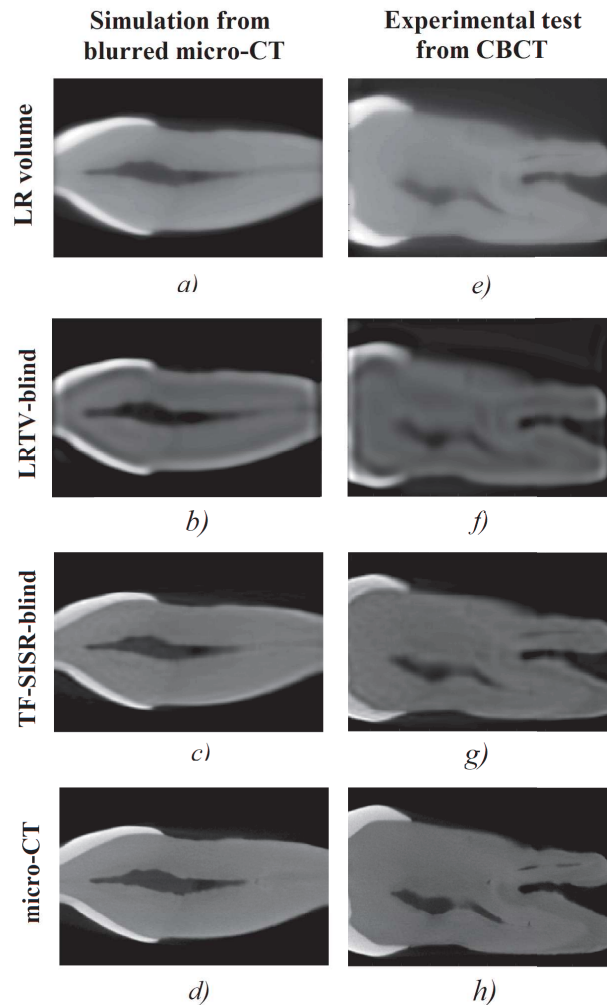 Simulation from
blurred micro-CT
Experimental test
from CBCT
LR volume
a)
e)
LRTV-blind
b)
f)
TF-SISR-blind
c)
g)
micro-CT
d)
h)